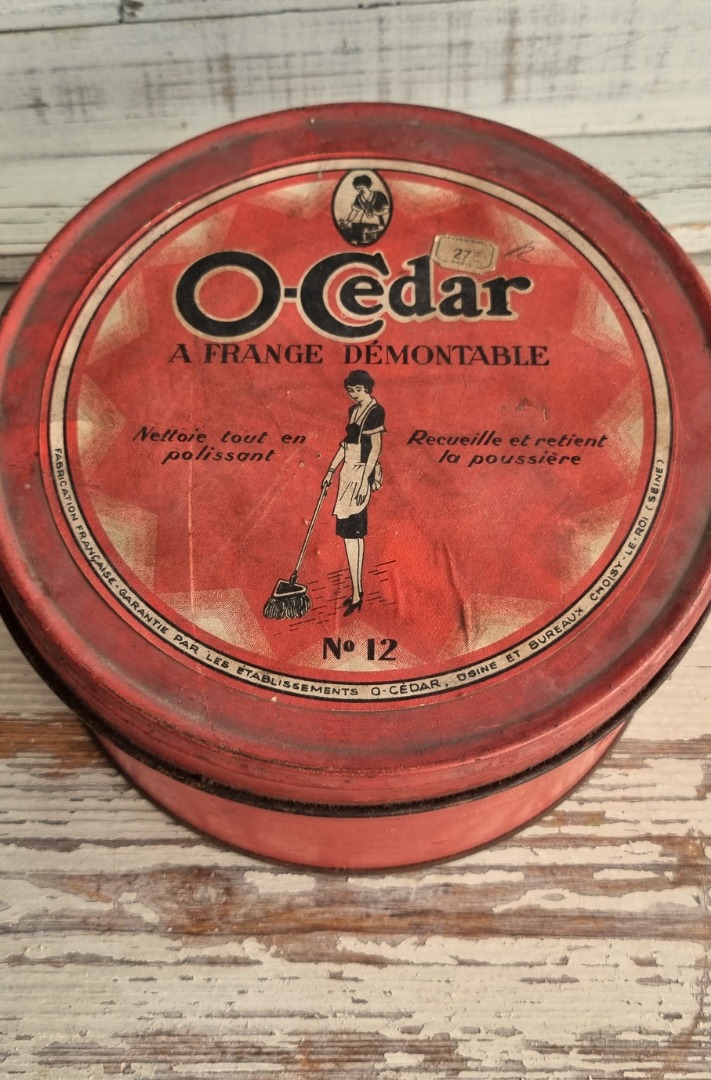 O-Cedar
27
A FRANGE DÉMONTABLE
Nettoie tout en
polissant
Recueille et retient
la poussière
No 12
FABRICATION FRANÇAISE - GARANTIE PAR LES ÉTABLISSEMENTS O-CÉDAR, USINE ET BUREAUX CHOISY-LE-ROI (SEINE)